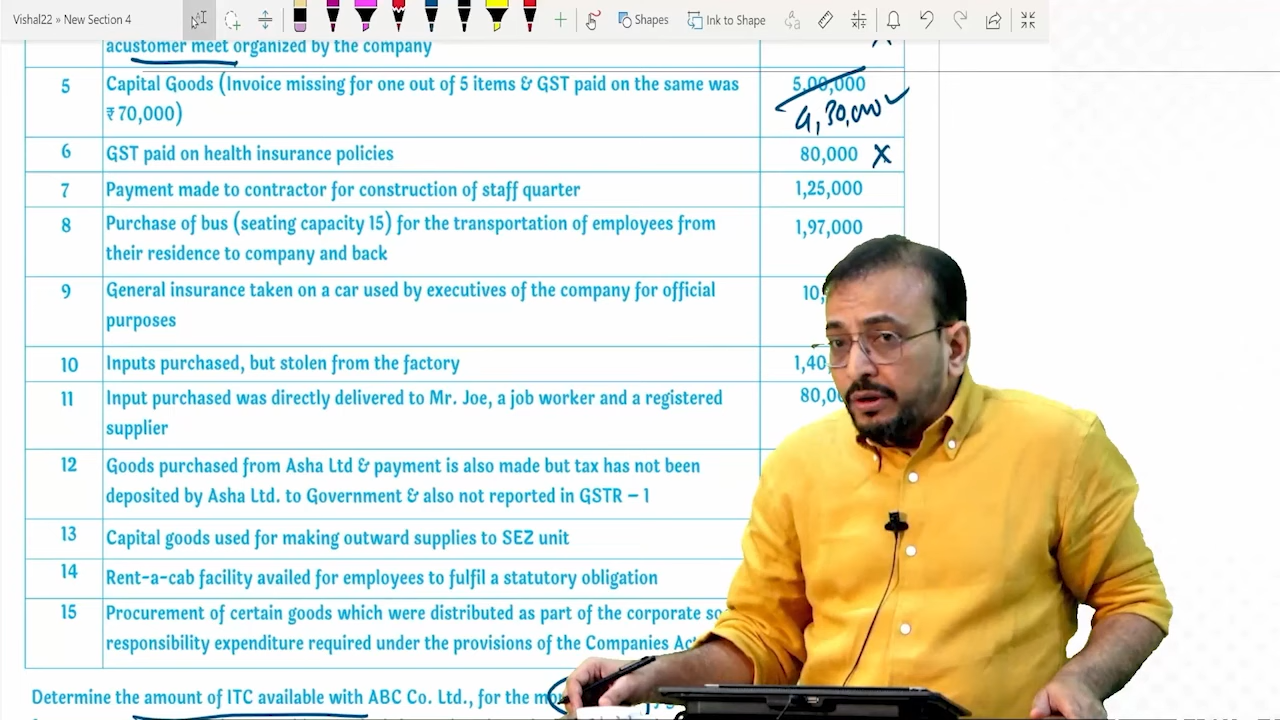 Vishal22 » New Section 4
Shapes
Ink to Shape
acustomer meet organized by the company
5 Capital Goods (Invoice missing for one out of 5 items & GST paid on the same was 5,00,000
₹ 70,000) 4,30,000
6 GST paid on health insurance policies 80,000 X
7 Payment made to contractor for construction of staff quarter 1,25,000
8 Purchase of bus (seating capacity 15) for the transportation of employees from 1,97,000
their residence to company and back
9 General insurance taken on a car used by executives of the company for official 10,
purposes
10 Inputs purchased, but stolen from the factory 1,40,
11 Input purchased was directly delivered to Mr. Joe, a job worker and a registered 80,0
supplier
12 Goods purchased from Asha Ltd & payment is also made but tax has not been
deposited by Asha Ltd. to Government & also not reported in GSTR – 1
13 Capital goods used for making outward supplies to SEZ unit
14 Rent-a-cab facility availed for employees to fulfil a statutory obligation
15 Procurement of certain goods which were distributed as part of the corporate so
responsibility expenditure required under the provisions of the Companies Ac
Determine the amount of ITC available with ABC Co. Ltd., for the mo